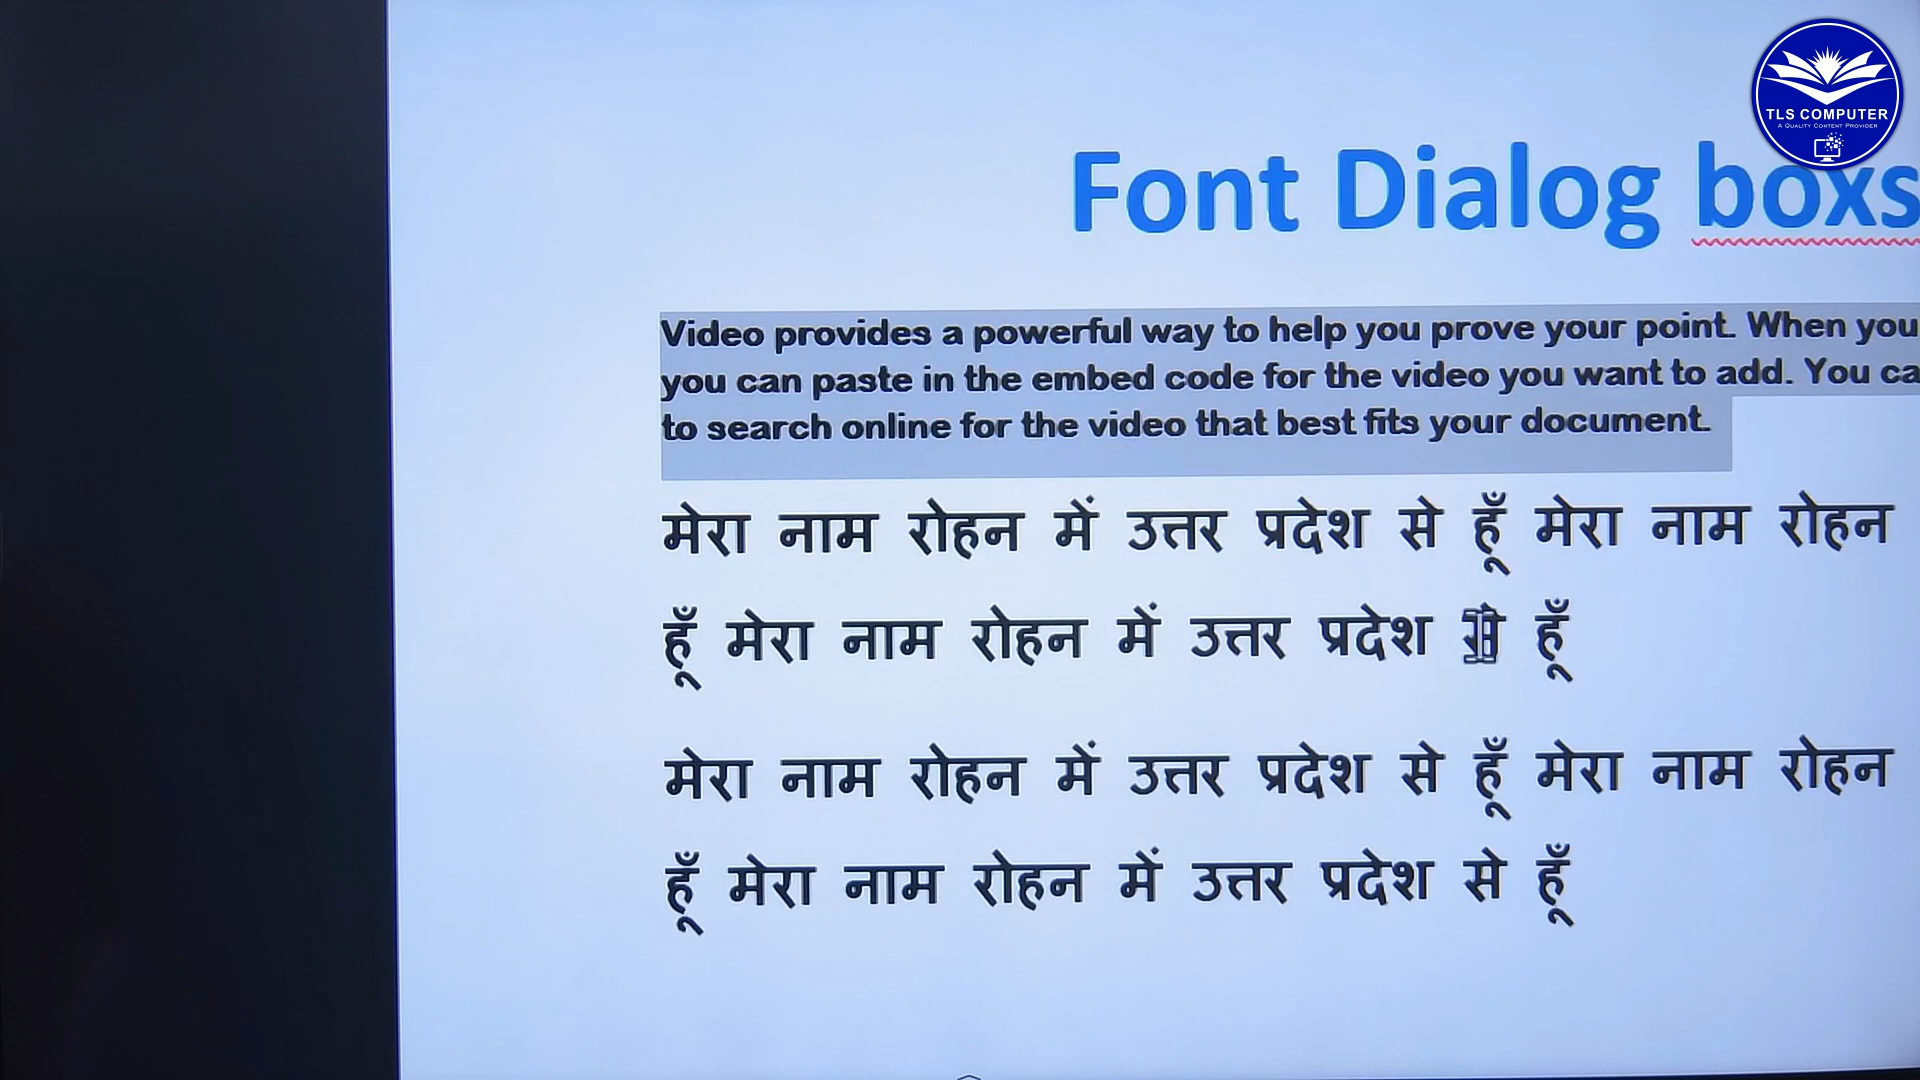 TLS COMPUTER
A QUALITY CONTENT PROVIDER
Font Dialog boxs
Video provides a powerful way to help you prove your point. When you
you can paste in the embed code for the video you want to add. You ca
to search online for the video that best fits your document.
मेरा नाम रोहन में उत्तर प्रदेश से हूँ मेरा नाम रोहन
हूँ मेरा नाम रोहन में उत्तर प्रदेश से हूँ
मेरा नाम रोहन में उत्तर प्रदेश से हूँ मेरा नाम रोहन
हूँ मेरा नाम रोहन में उत्तर प्रदेश से हूँ